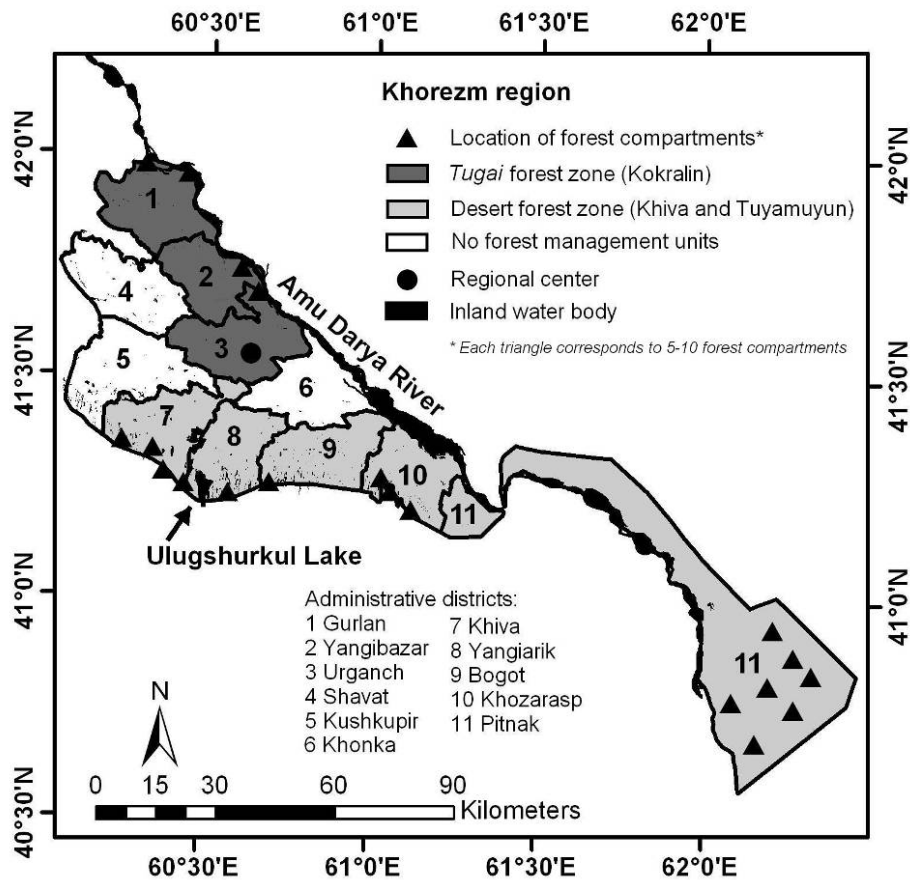 60°30'E 61°0'E 61°30'E 62°0'E
42°0'N
41°30'N
41°0'N
40°30'N
Khorezm region
Location of forest compartments*
Tugai forest zone (Kokralin)
Desert forest zone (Khiva and Tuyamuyun)
No forest management units
Regional center
Inland water body
* Each triangle corresponds to 5-10 forest compartments
1
2
3
4
5
6
7
8
9
10
11
11
Amu Darya River
Ulugshurkul Lake
Administrative districts:
1 Gurlan
2 Yangibazar
3 Urganch
4 Shavat
5 Kushkupir
6 Khonka
7 Khiva
8 Yangiarik
9 Bogot
10 Khozarasp
11 Pitnak
N
0 15 30 60 90
Kilometers
42°0'N
41°30'N
41°0'N
60°30'E 61°0'E 61°30'E 62°0'E